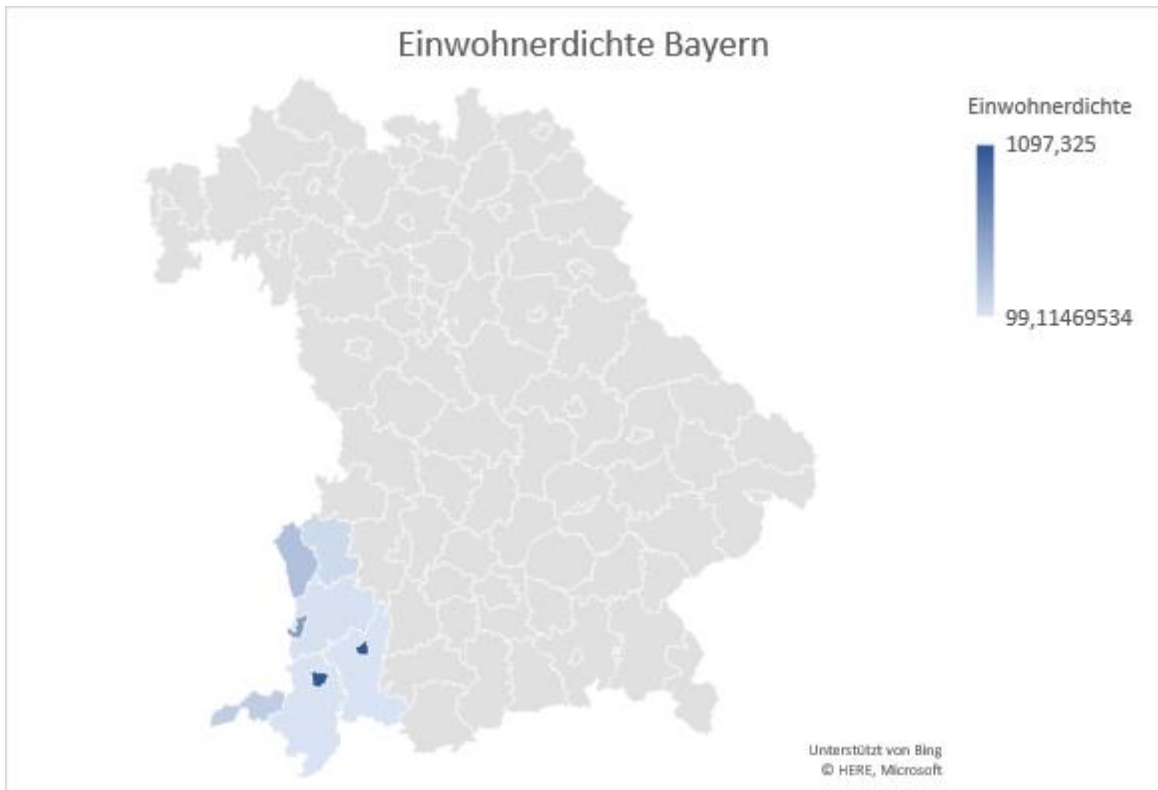 Einwohnerdichte Bayern
Einwohnerdichte
1097,325
99,11469534
Unterstützt von Bing
© HERE, Microsoft